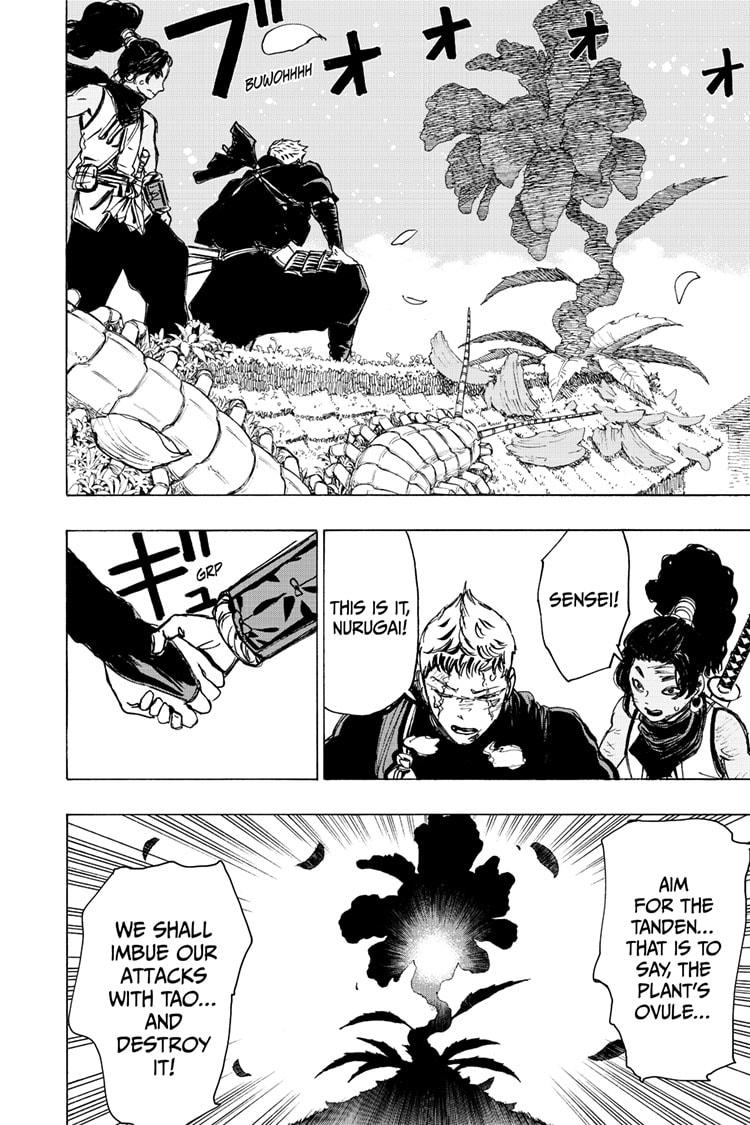 ブオオオ
BUWOHHHH
SENSEI!
THIS IS IT,
NURUGAI!
ギュ
GRP
AIM
FOR THE
TANDEN...
THAT IS TO
SAY, THE
PLANT'S
OVULE...
WE SHALL
IMBUE OUR
ATTACKS
WITH TAO...
AND
DESTROY
IT!